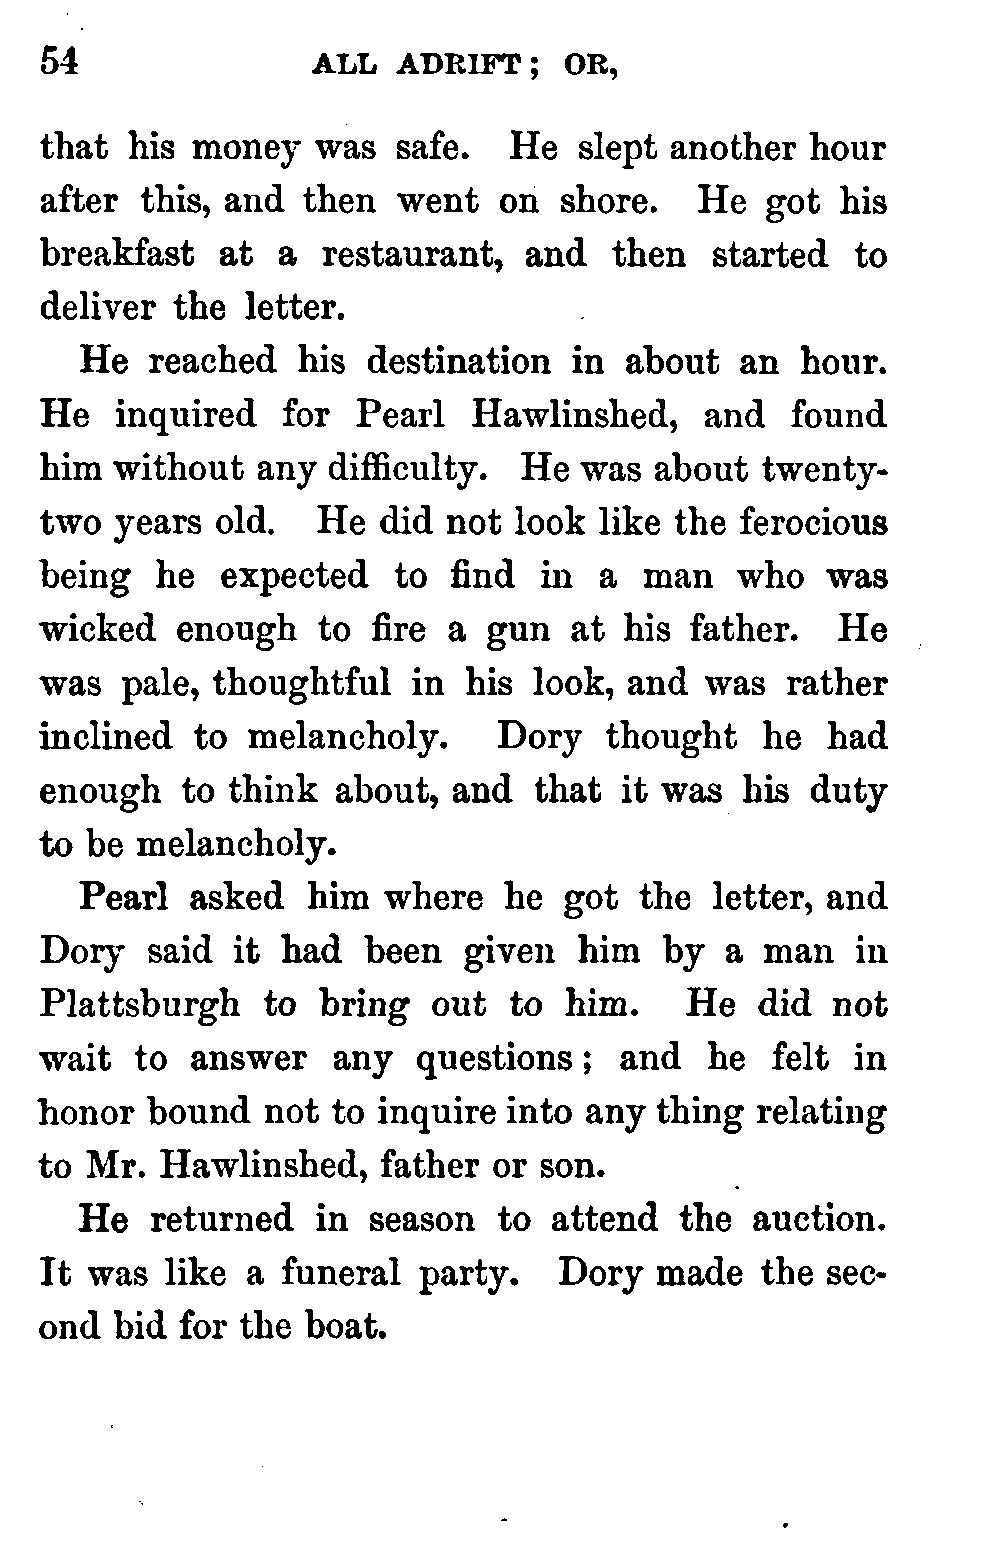 54 ALL ADRIFT; OR,
that his money was safe. He slept another hour
after this, and then went on shore. He got his
breakfast at a restaurant, and then started to
deliver the letter.
He reached his destination in about an hour.
He inquired for Pearl Hawlinshed, and found
him without any difficulty. He was about twenty-
two years old. He did not look like the ferocious
being he expected to find in a man who was
wicked enough to fire a gun at his father. He
was pale, thoughtful in his look, and was rather
inclined to melancholy. Dory thought he had
enough to think about, and that it was his duty
to be melancholy.
Pearl asked him where he got the letter, and
Dory said it had been given him by a man in
Plattsburgh to bring out to him. He did not
wait to answer any questions; and he felt in
honor bound not to inquire into any thing relating
to Mr. Hawlinshed, father or son.
He returned in season to attend the auction.
It was like a funeral party. Dory made the sec-
ond bid for the boat.